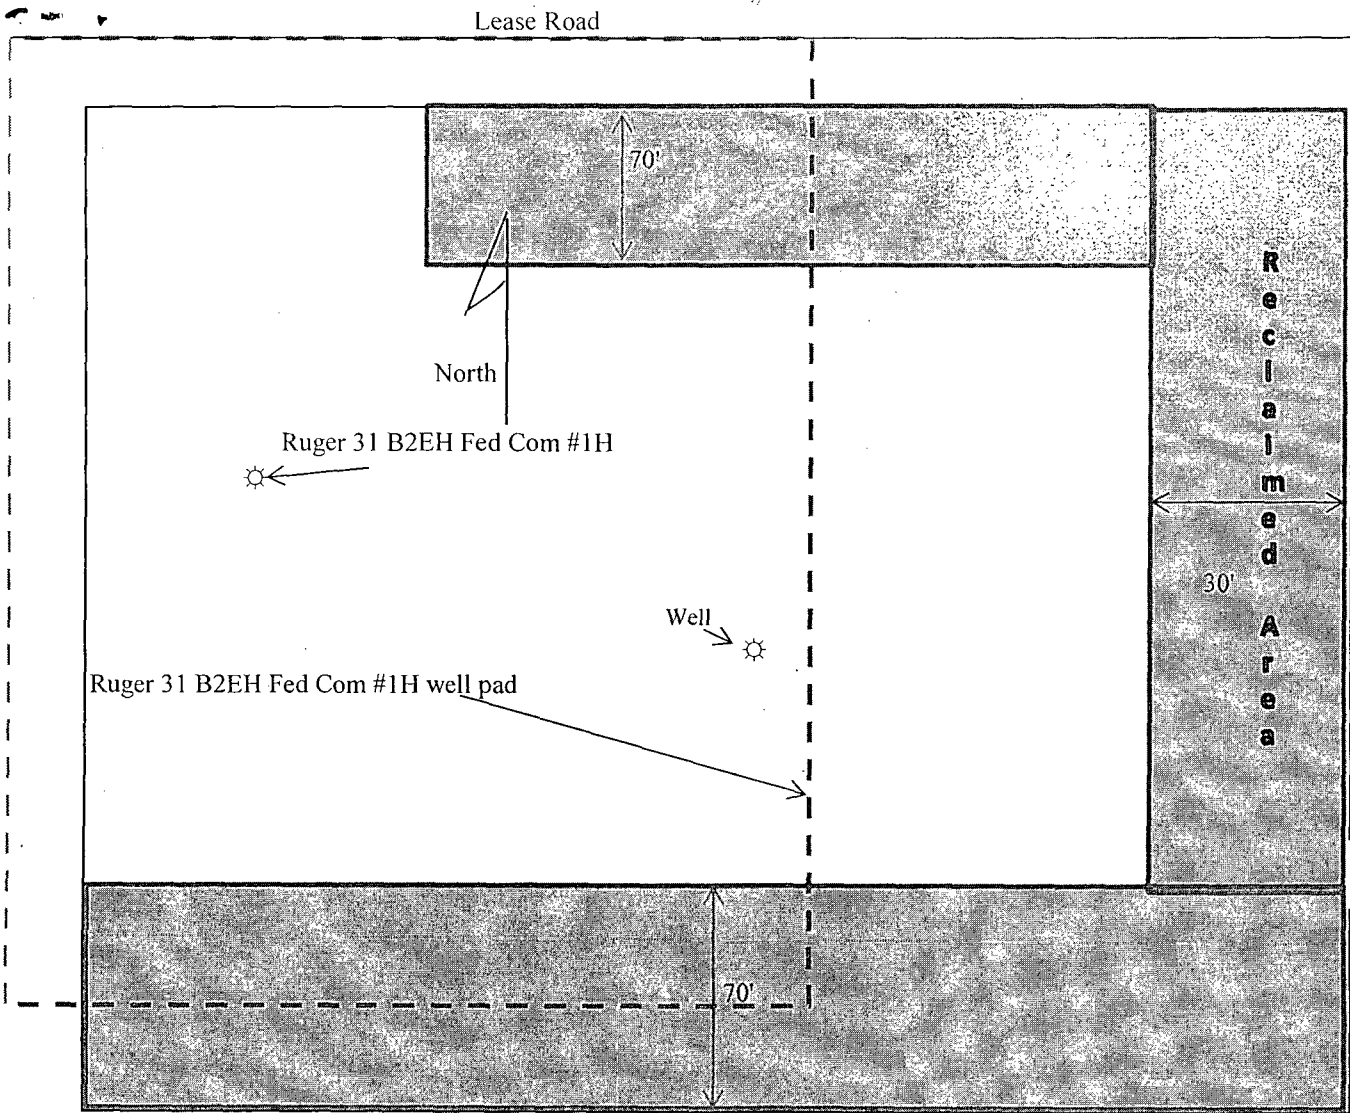 Lease Road
70'
North
Ruger 31 B2EH Fed Com #1H
Well
Ruger 31 B2EH Fed Com #1H well pad
Reclaimed Area
30'
70'